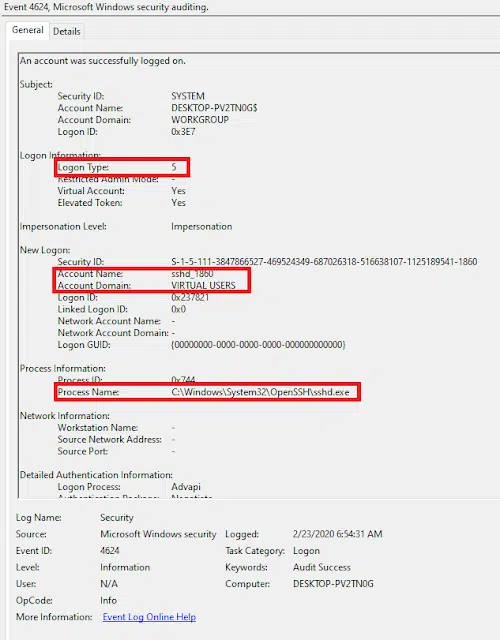 Event 4624, Microsoft Windows security auditing.
General Details
An account was successfully logged on.
Subject:
Security ID: SYSTEM
Account Name: DESKTOP-PV2TN0G$
Account Domain: WORKGROUP
Logon ID: 0x3E7
Logon Information:
Logon Type: 5
Restricted Admin Mode: -
Virtual Account: Yes
Elevated Token: Yes
Impersonation Level: Impersonation
New Logon:
Security ID: S-1-5-111-3847866527-469524349-687026318-516638107-1125189541-1860
Account Name: sshd_1860
Account Domain: VIRTUAL USERS
Logon ID: 0x237821
Linked Logon ID: 0x0
Network Account Name: -
Network Account Domain: -
Logon GUID: {00000000-0000-0000-0000-000000000000}
Process Information:
Process ID: 0x744
Process Name: C:\Windows\System32\OpenSSH\sshd.exe
Network Information:
Workstation Name: -
Source Network Address: -
Source Port: -
Detailed Authentication Information:
Logon Process: Advapi
Authentication Package: Negotiate
Log Name: Security
Source: Microsoft Windows security Logged: 2/23/2020 6:54:31 AM
Event ID: 4624 Task Category: Logon
Level: Information Keywords: Audit Success
User: N/A Computer: DESKTOP-PV2TN0G
OpCode: Info
More Information: Event Log Online Help